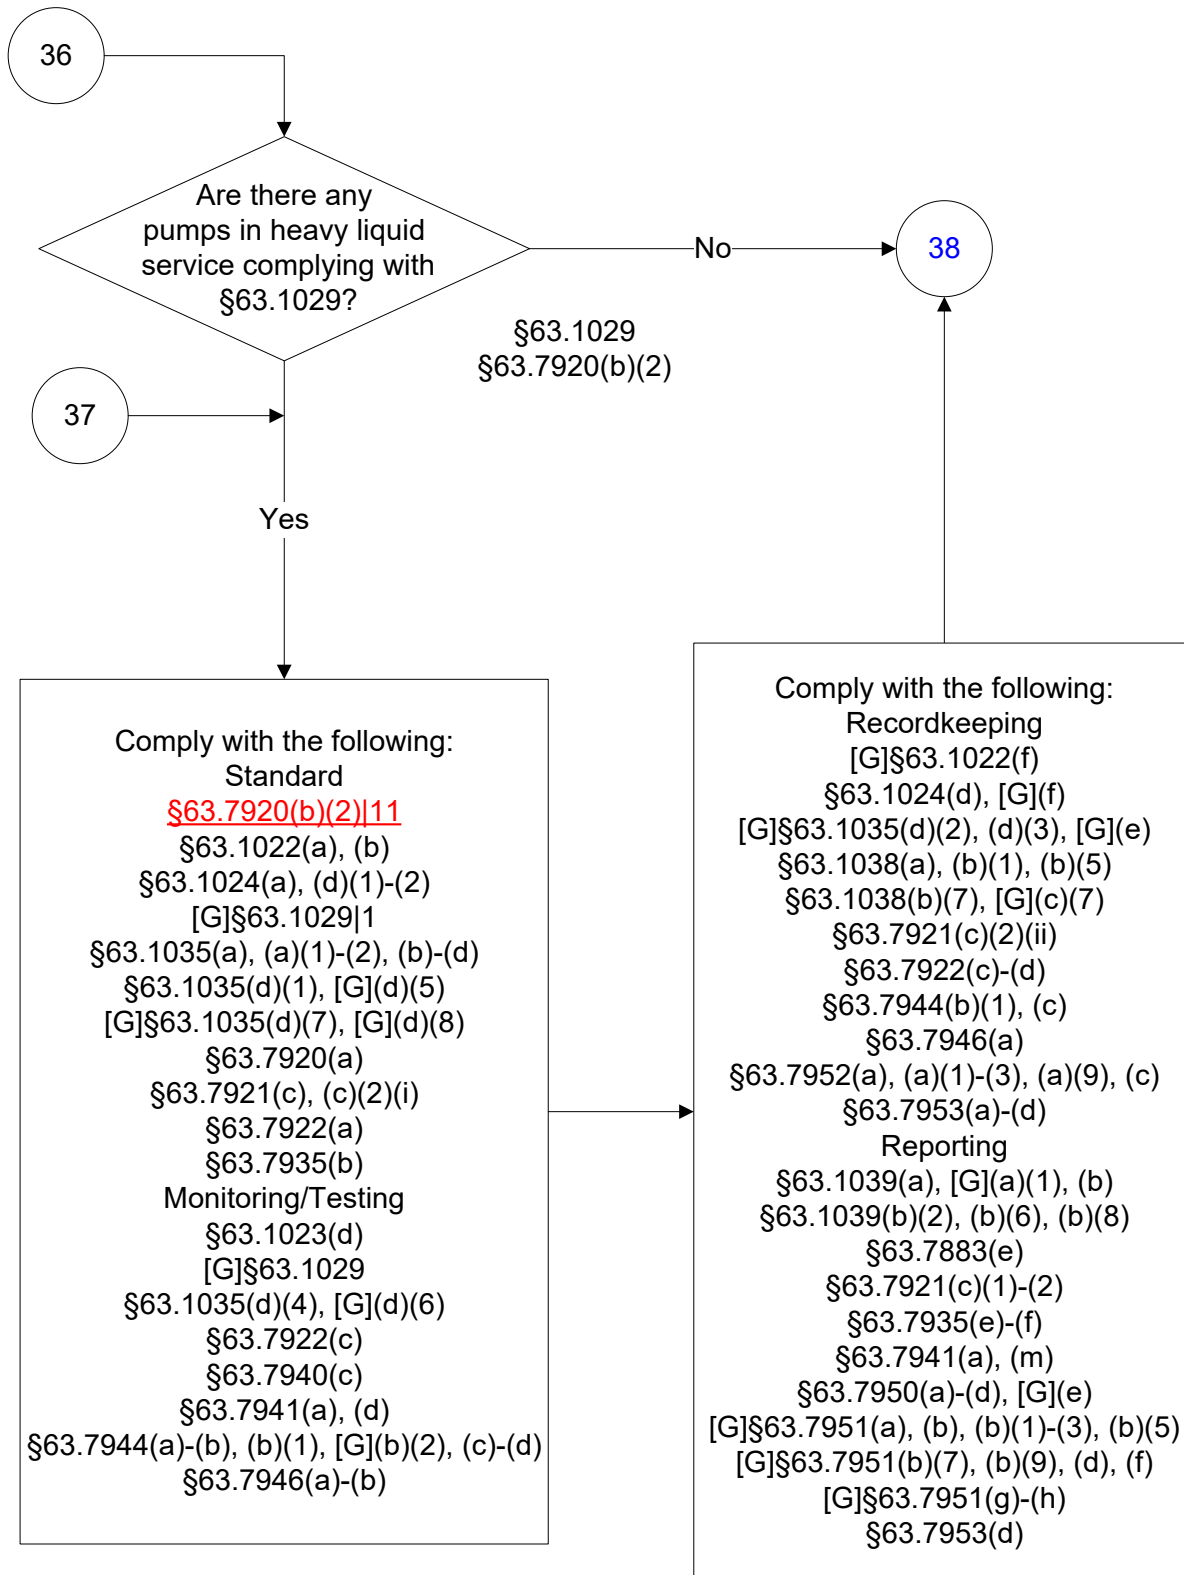 36
Are there any
pumps in heavy liquid
service complying with
§63.1029?
No
38
§63.1029
§63.7920(b)(2)
37
Yes
Comply with the following:
Standard
§63.7920(b)(2)|11
§63.1022(a), (b)
§63.1024(a), (d)(1)-(2)
[G]§63.1029|1
§63.1035(a), (a)(1)-(2), (b)-(d)
§63.1035(d)(1), [G](d)(5)
[G]§63.1035(d)(7), [G](d)(8)
§63.7920(a)
§63.7921(c), (c)(2)(i)
§63.7922(a)
§63.7935(b)
Monitoring/Testing
§63.1023(d)
[G]§63.1029
§63.1035(d)(4), [G](d)(6)
§63.7922(c)
§63.7940(c)
§63.7941(a), (d)
§63.7944(a)-(b), (b)(1), [G](b)(2), (c)-(d)
§63.7946(a)-(b)
Comply with the following:
Recordkeeping
[G]§63.1022(f)
§63.1024(d), [G](f)
[G]§63.1035(d)(2), (d)(3), [G](e)
§63.1038(a), (b)(1), (b)(5)
§63.1038(b)(7), [G](c)(7)
§63.7921(c)(2)(ii)
§63.7922(c)-(d)
§63.7944(b)(1), (c)
§63.7946(a)
§63.7952(a), (a)(1)-(3), (a)(9), (c)
§63.7953(a)-(d)
Reporting
§63.1039(a), [G](a)(1), (b)
§63.1039(b)(2), (b)(6), (b)(8)
§63.7883(e)
§63.7921(c)(1)-(2)
§63.7935(e)-(f)
§63.7941(a), (m)
§63.7950(a)-(d), [G](e)
[G]§63.7951(a), (b), (b)(1)-(3), (b)(5)
[G]§63.7951(b)(7), (b)(9), (d), (f)
[G]§63.7951(g)-(h)
§63.7953(d)